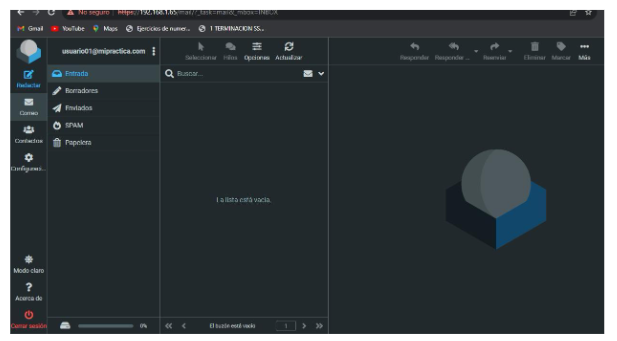 No seguro https://192.168.1.65/mail/?_task=mail&_mbox=INBOX
Gmail YouTube Maps Ejercicios de numer... 1 TERMINACION SS...
usuario01@mipractica.com
Seleccionar Hilos Opciones Actualizar
Responder Responder ... Reenviar Eliminar Marcar Más
Redactar
Correo
Contactos
Configuraci...
Entrada
Borradores
Enviados
SPAM
Papelera
Buscar...
La lista está vacía.
Modo claro
Acerca de
Cerrar sesión
0%
El buzón está vacío
1